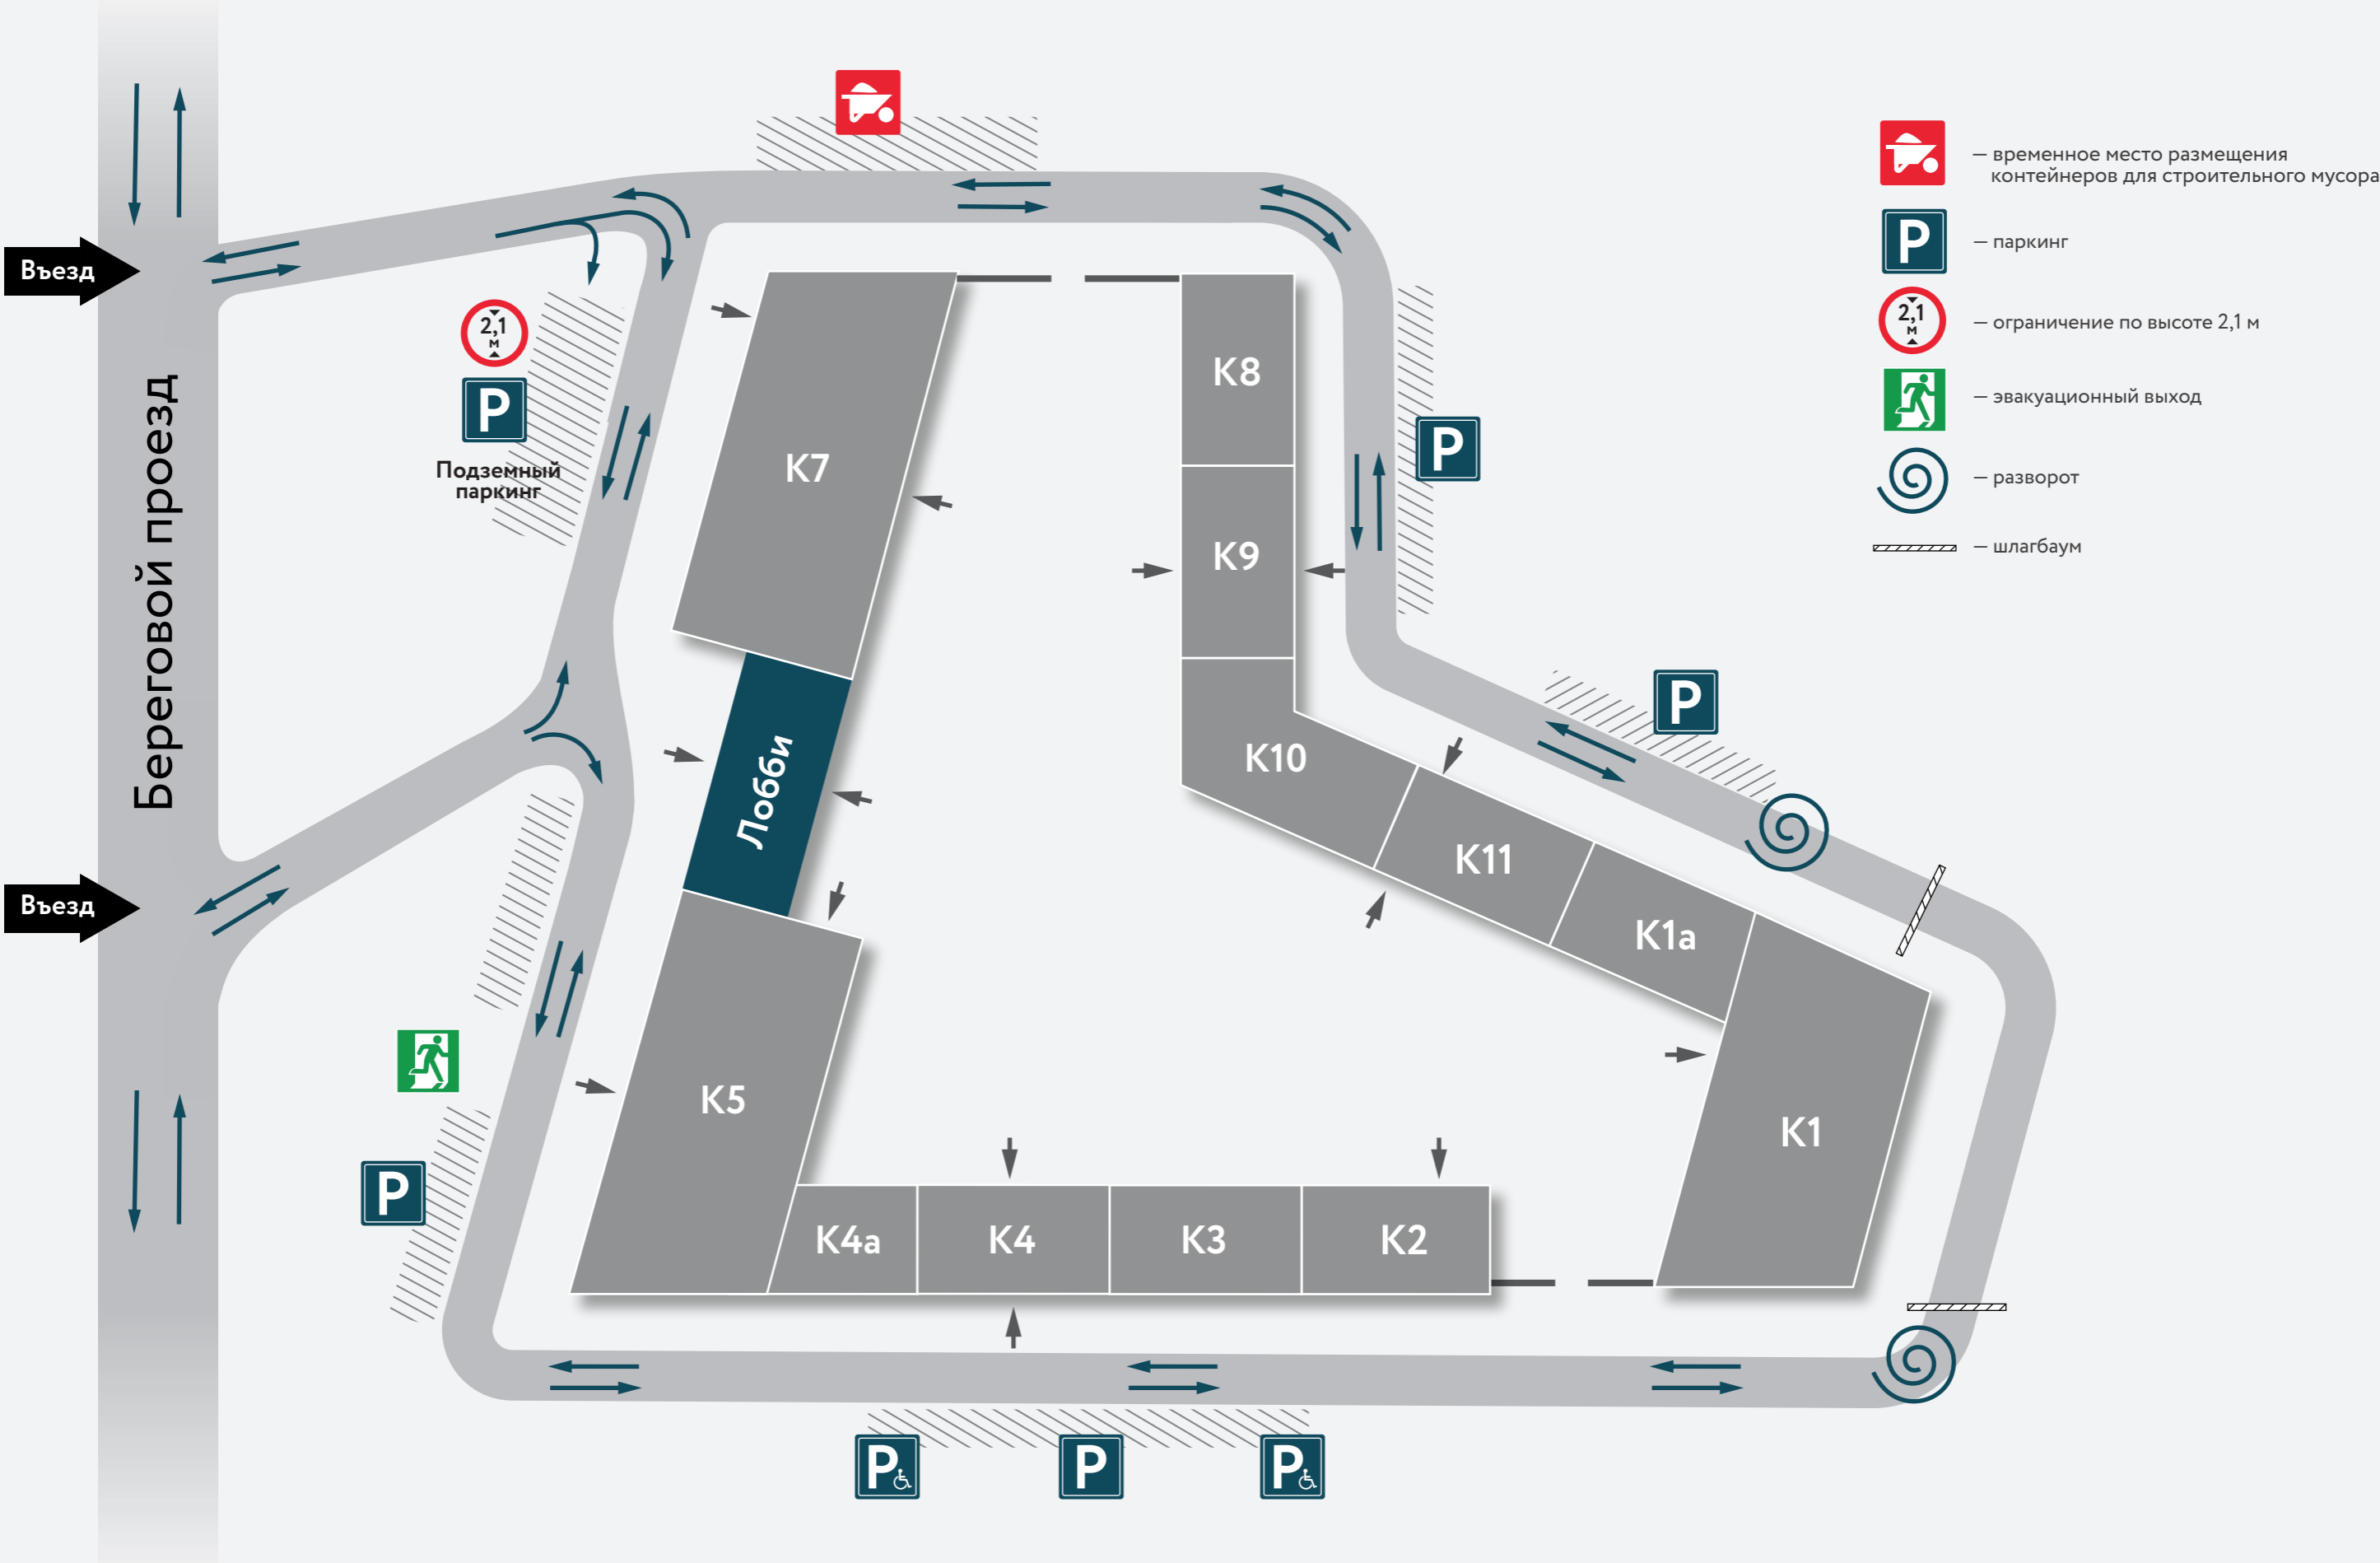 Береговой проезд
Въезд
Въезд
2,1
м
P
Подземный
паркинг
К7
Лобби
К5
К4а
К4
К3
К2
К1
К1а
К11
К10
К9
К8
P
P
P
P
P
P
— временное место размещения
контейнеров для строительного мусора
P
— паркинг
2,1
м
— ограничение по высоте 2,1 м
— эвакуационный выход
— разворот
— шлагбаум